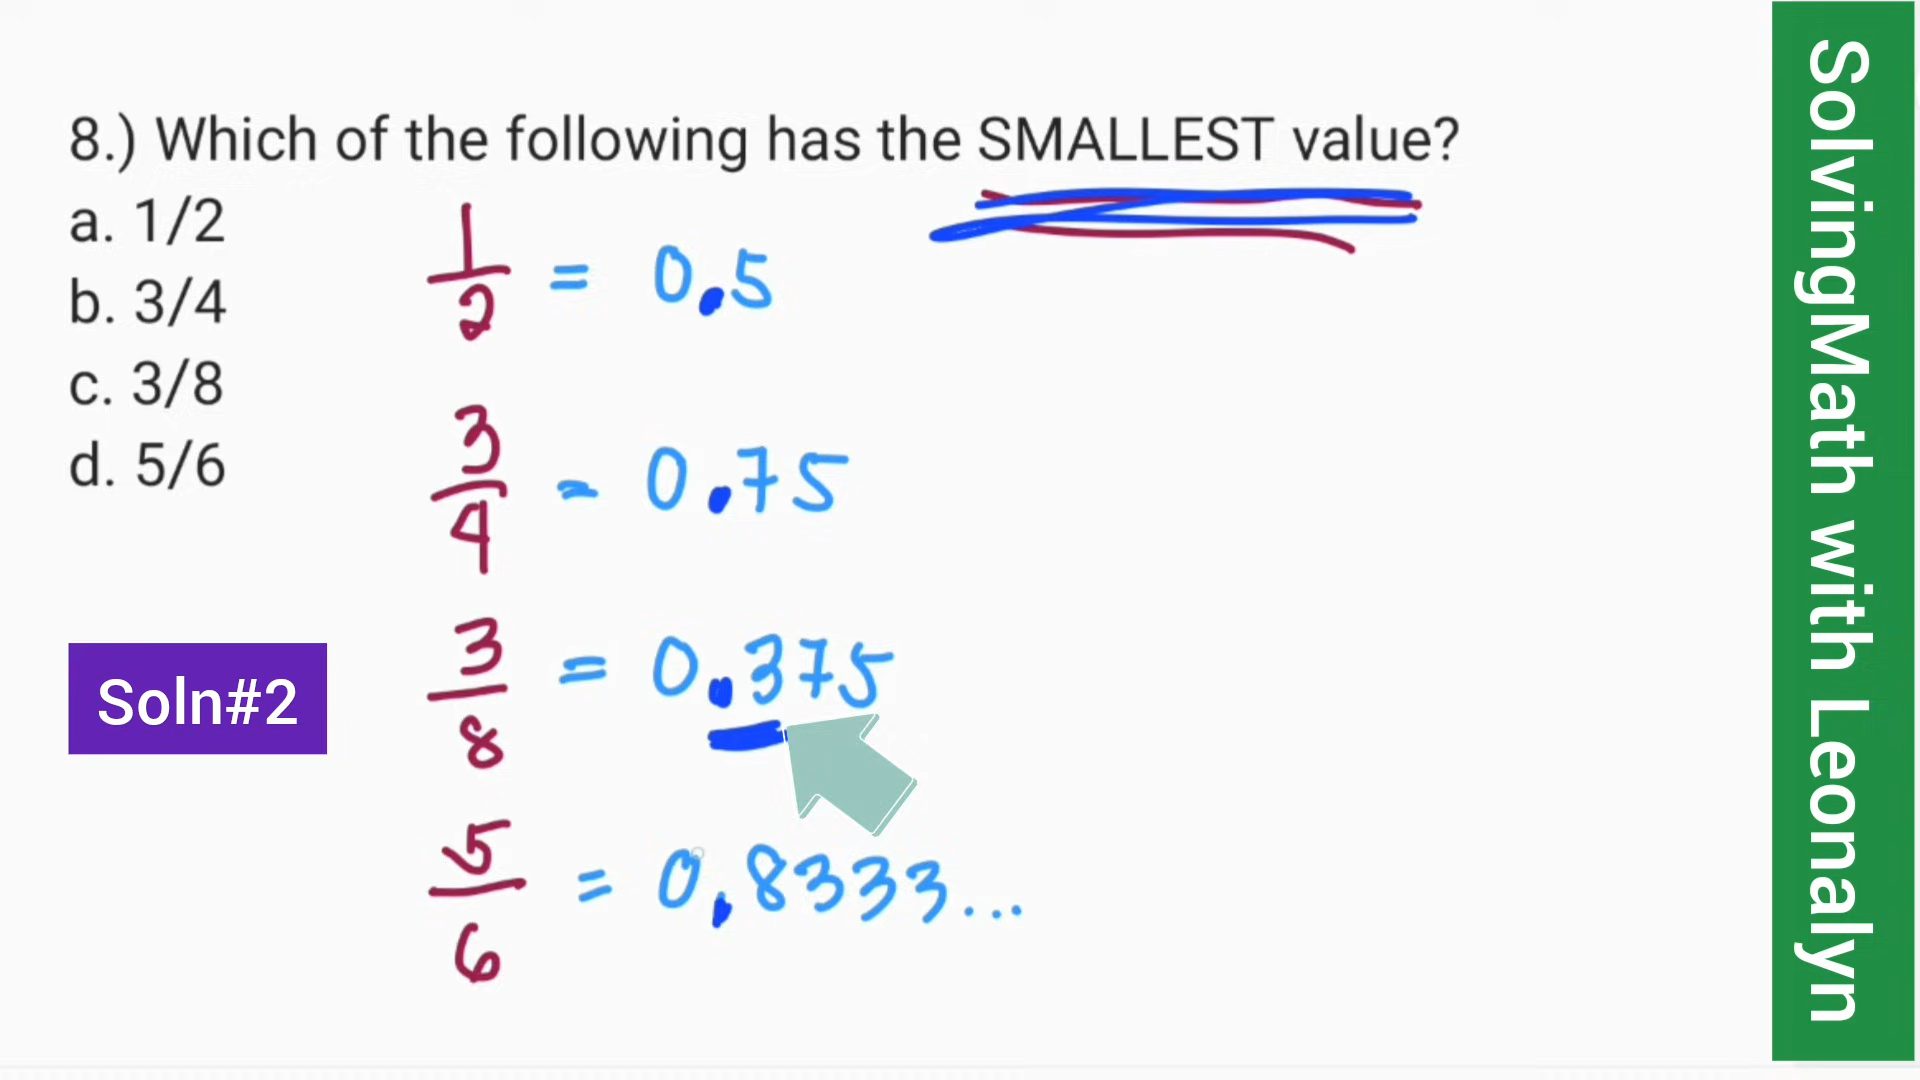 8.) Which of the following has the SMALLEST value?
a. 1/2
b. 3/4
c. 3/8
d. 5/6
1/2 = 0.5
3/4 = 0.75
3/8 = 0.375
5/6 = 0.8333...
Soln#2
SolvingMath with Leonalyn